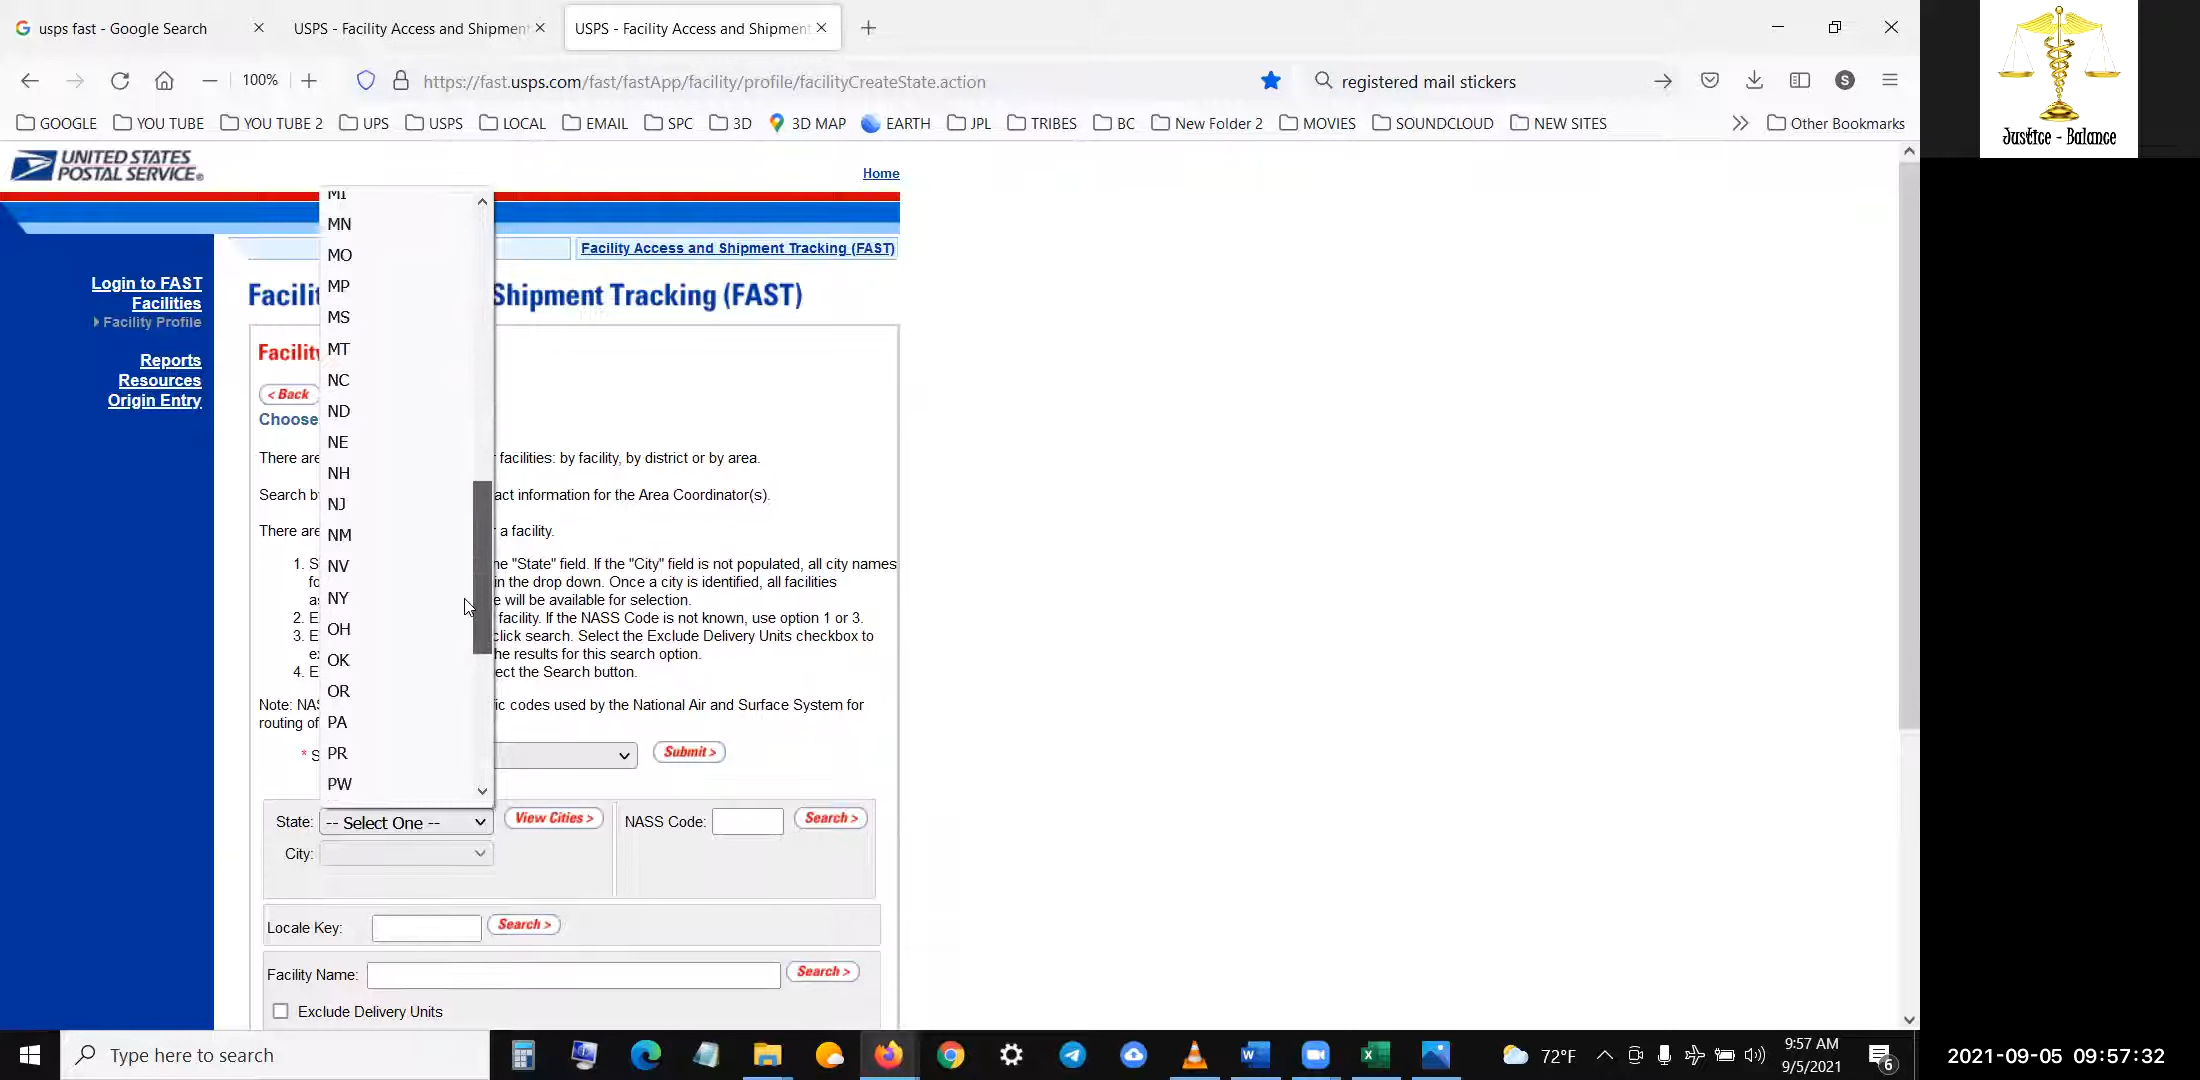 usps fast - Google Search
USPS - Facility Access and Shipment
USPS - Facility Access and Shipment
100%
https://fast.usps.com/fast/fastApp/facility/profile/facilityCreateState.action
registered mail stickers
S
GOOGLE YOU TUBE YOU TUBE 2 UPS USPS LOCAL EMAIL SPC 3D 3D MAP EARTH JPL TRIBES BC New Folder 2 MOVIES SOUNDCLOUD NEW SITES Other Bookmarks
Justice - Balance
UNITED STATES
POSTAL SERVICE®
Home
Facility Access and Shipment Tracking (FAST)
Login to FAST
Facilities
Facility Profile
Reports
Resources
Origin Entry
Facili Shipment Tracking (FAST)
Facility
< Back
Choose
There are facilities: by facility, by district or by area.
Search b act information for the Area Coordinator(s).
There are a facility.
1. S he "State" field. If the "City" field is not populated, all city names
fo in the drop down. Once a city is identified, all facilities
as e will be available for selection.
2. E facility. If the NASS Code is not known, use option 1 or 3.
3. E click search. Select the Exclude Delivery Units checkbox to
ex he results for this search option.
4. E ect the Search button.
Note: NAS ic codes used by the National Air and Surface System for
routing of
* S
Submit >
MI
MN
MO
MP
MS
MT
NC
ND
NE
NH
NJ
NM
NV
NY
OH
OK
OR
PA
PR
PW
State: -- Select One -- View Cities > NASS Code: Search >
City:
Locale Key: Search >
Facility Name: Search >
Exclude Delivery Units
Type here to search
72°F
9:57 AM
9/5/2021
6
2021-09-05 09:57:32